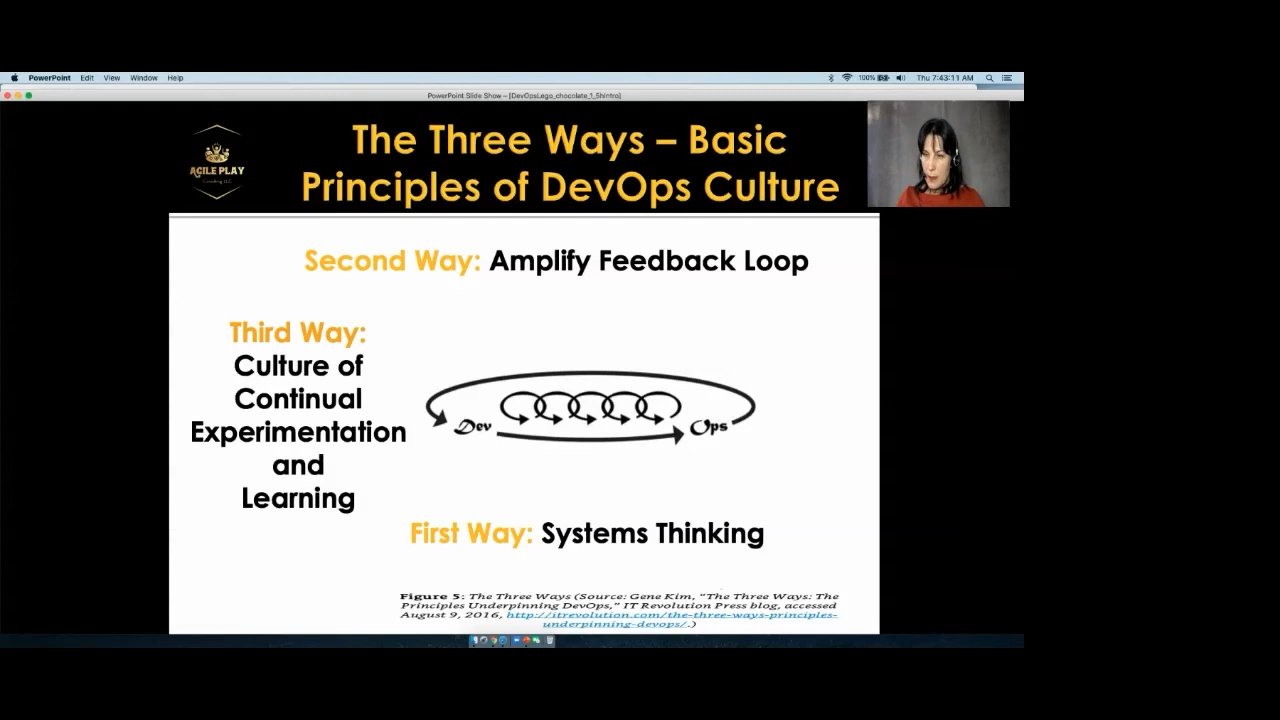 PowerPoint Edit View Window Help
100%
Thu 7:43:11 AM
PowerPoint Slide Show – [DevOpsLego_chocolate_1_5hIntro]
AGILE PLAY
Consulting LLC
The Three Ways – Basic
Principles of DevOps Culture
Second Way: Amplify Feedback Loop
Third Way:
Culture of
Continual
Experimentation
and
Learning
Dev
Ops
First Way: Systems Thinking
Figure 5: The Three Ways (Source: Gene Kim, “The Three Ways: The
Principles Underpinning DevOps,” IT Revolution Press blog, accessed
August 9, 2016, http://itrevolution.com/the-three-ways-principles-
underpinning-devops/.)